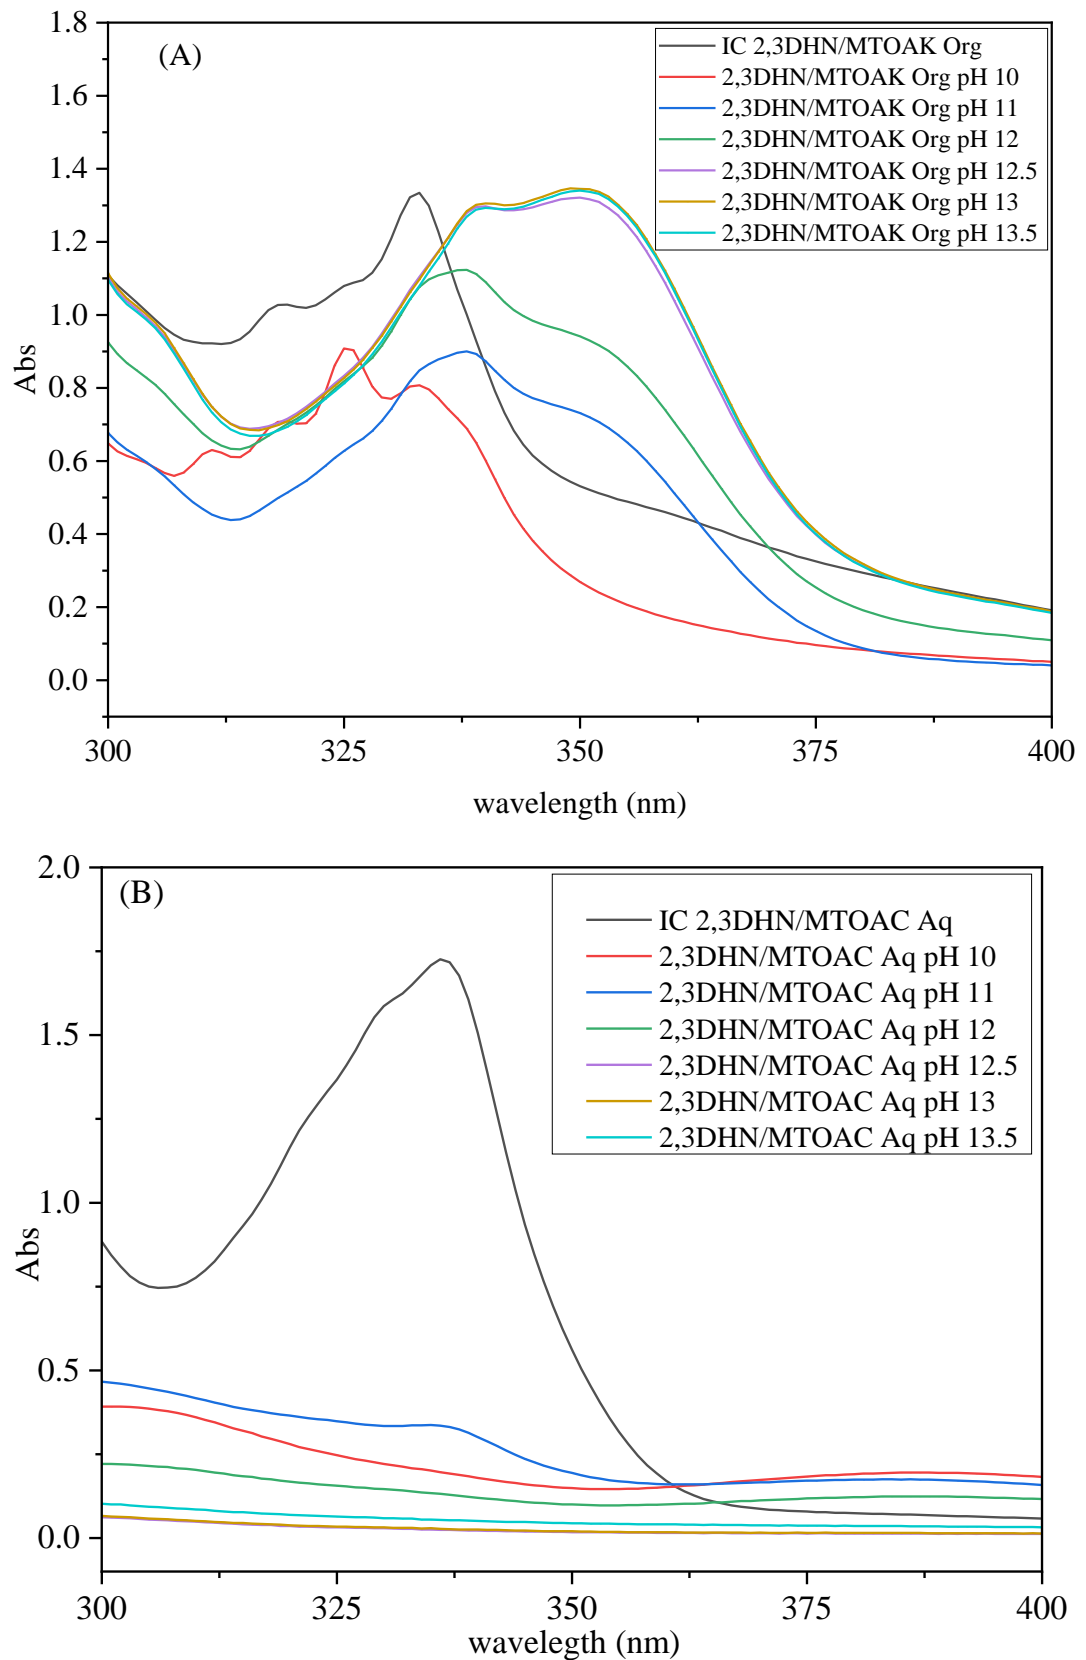 (A)
IC 2,3DHN/MTOAK Org
2,3DHN/MTOAK Org pH 10
2,3DHN/MTOAK Org pH 11
2,3DHN/MTOAK Org pH 12
2,3DHN/MTOAK Org pH 12.5
2,3DHN/MTOAK Org pH 13
2,3DHN/MTOAK Org pH 13.5
1.8
1.6
1.4
1.2
1.0
0.8
0.6
0.4
0.2
0.0
Abs
300 325 350 375 400
wavelength (nm)
(B)
IC 2,3DHN/MTOAC Aq
2,3DHN/MTOAC Aq pH 10
2,3DHN/MTOAC Aq pH 11
2,3DHN/MTOAC Aq pH 12
2,3DHN/MTOAC Aq pH 12.5
2,3DHN/MTOAC Aq pH 13
2,3DHN/MTOAC Aq pH 13.5
2.0
1.5
1.0
0.5
0.0
Abs
300 325 350 375 400
wavelegth (nm)